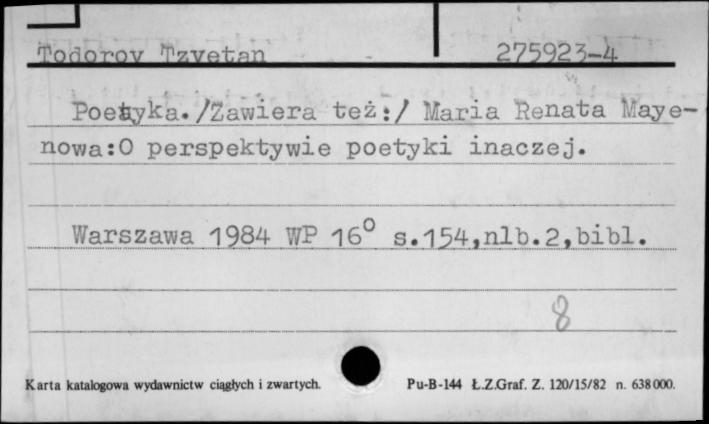 Todorov Tzvetan 275923-4
Poetyka./Zawiera też:/ Maria Renata Maye-
nowa:O perspektywie poetyki inaczej.
Warszawa 1984 WP 16° s.154,nlb.2,bibl.
8
Karta katalogowa wydawnictw ciągłych i zwartych. Pu-B-144 Ł.Z.Graf. Z. 120/15/82 n. 638000.